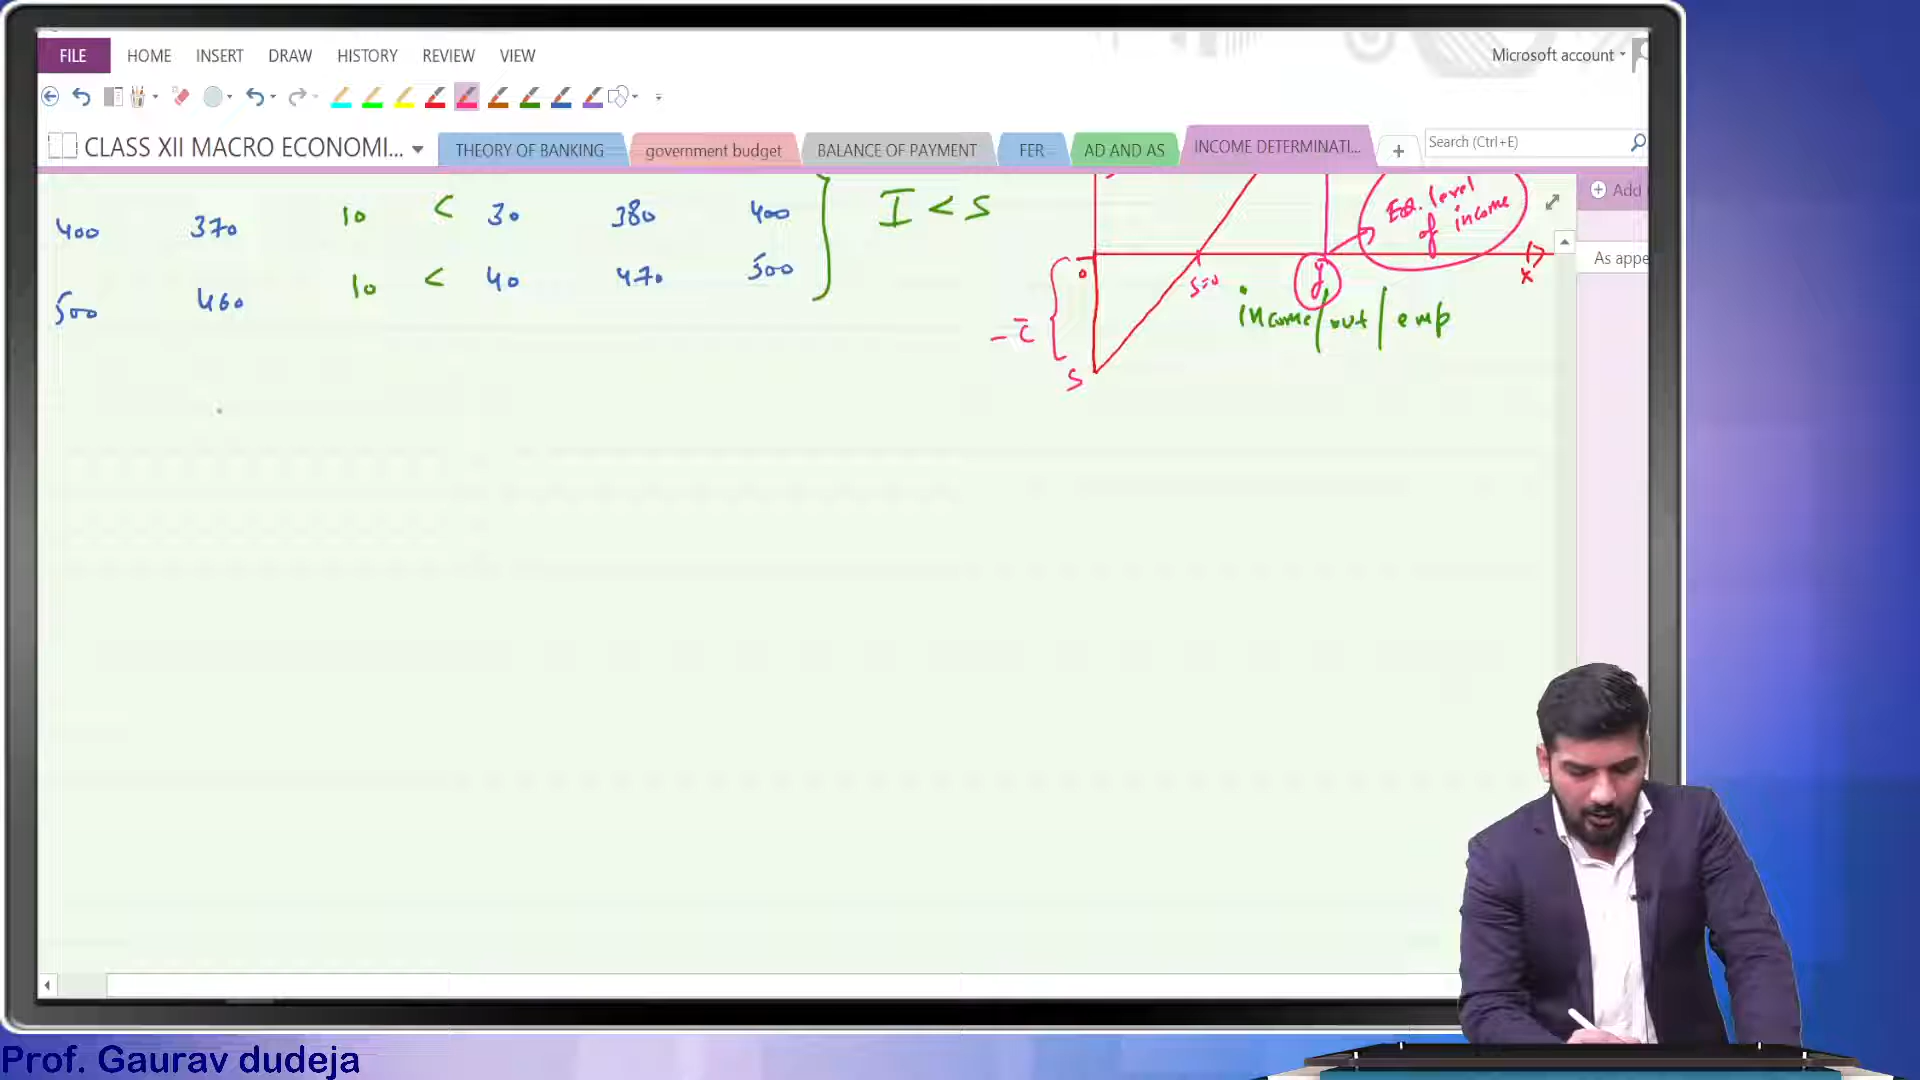 FILE HOME INSERT DRAW HISTORY REVIEW VIEW Microsoft account
CLASS XII MACRO ECONOMI... THEORY OF BANKING government budget BALANCE OF PAYMENT FER AD AND AS INCOME DETERMINATI... + Search (Ctrl+E)
400 370 10 < 30 380 400 I < S
500 460 10 < 40 470 500
Eq. level
of income
0 S=0 y x
income/out/emp
- c̄
S
Add
As appe
Prof. Gaurav dudeja